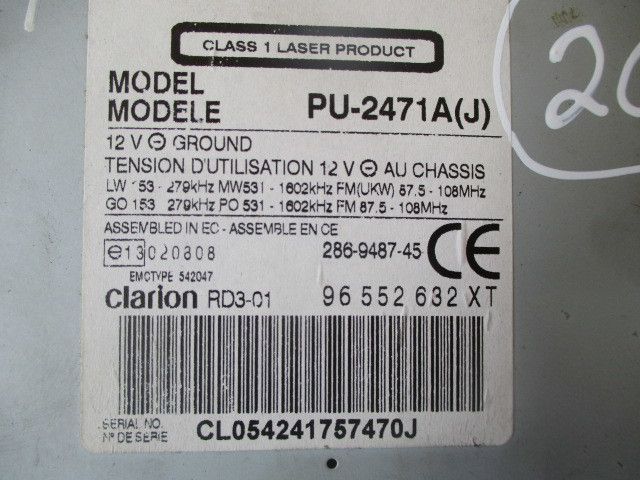 CLASS 1 LASER PRODUCT
MODEL
MODELE PU-2471A(J)
12 V ⊖ GROUND
TENSION D'UTILISATION 12 V ⊖ AU CHASSIS
LW 153 - 279kHz MW531 - 1602kHz FM(UKW) 87.5 - 108MHz
GO 153 279kHz PO 531 - 1602kHz FM 87.5 - 108MHz
ASSEMBLED IN EC - ASSEMBLE EN CE
e13 020808 286-9487-45 CE
EMCTYPE 542047
clarion RD3-01 96 552 632 XT
SERIAL NO.
N° DE SERIE CL054241757470J